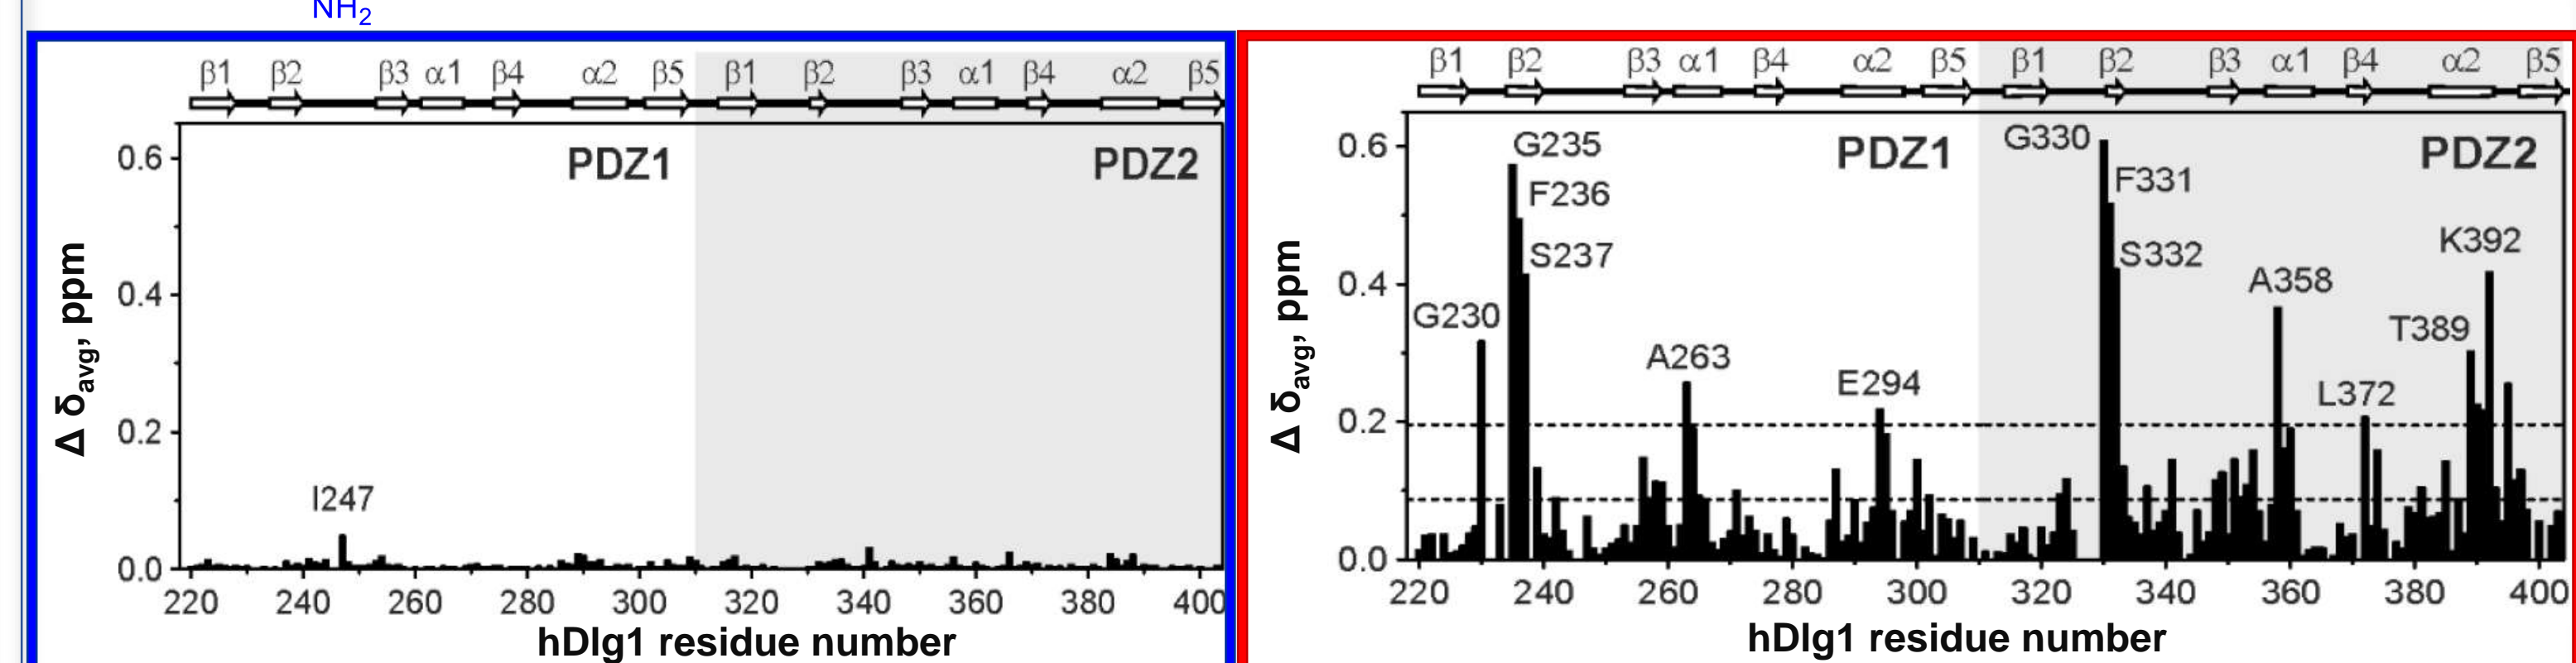 NH2
β1 β2 β3 α1 β4 α2 β5 β1 β2 β3 α1 β4 α2 β5
PDZ1
PDZ2
I247
0.6
0.4
0.2
0.0
Δ δavg, ppm
220 240 260 280 300 320 340 360 380 400
hDlg1 residue number
β1 β2 β3 α1 β4 α2 β5 β1 β2 β3 α1 β4 α2 β5
PDZ1
PDZ2
G235
F236
S237
G230
A263
E294
G330
F331
S332
A358
K392
T389
L372
0.6
0.4
0.2
0.0
Δ δavg, ppm
220 240 260 280 300 320 340 360 380 400
hDlg1 residue number